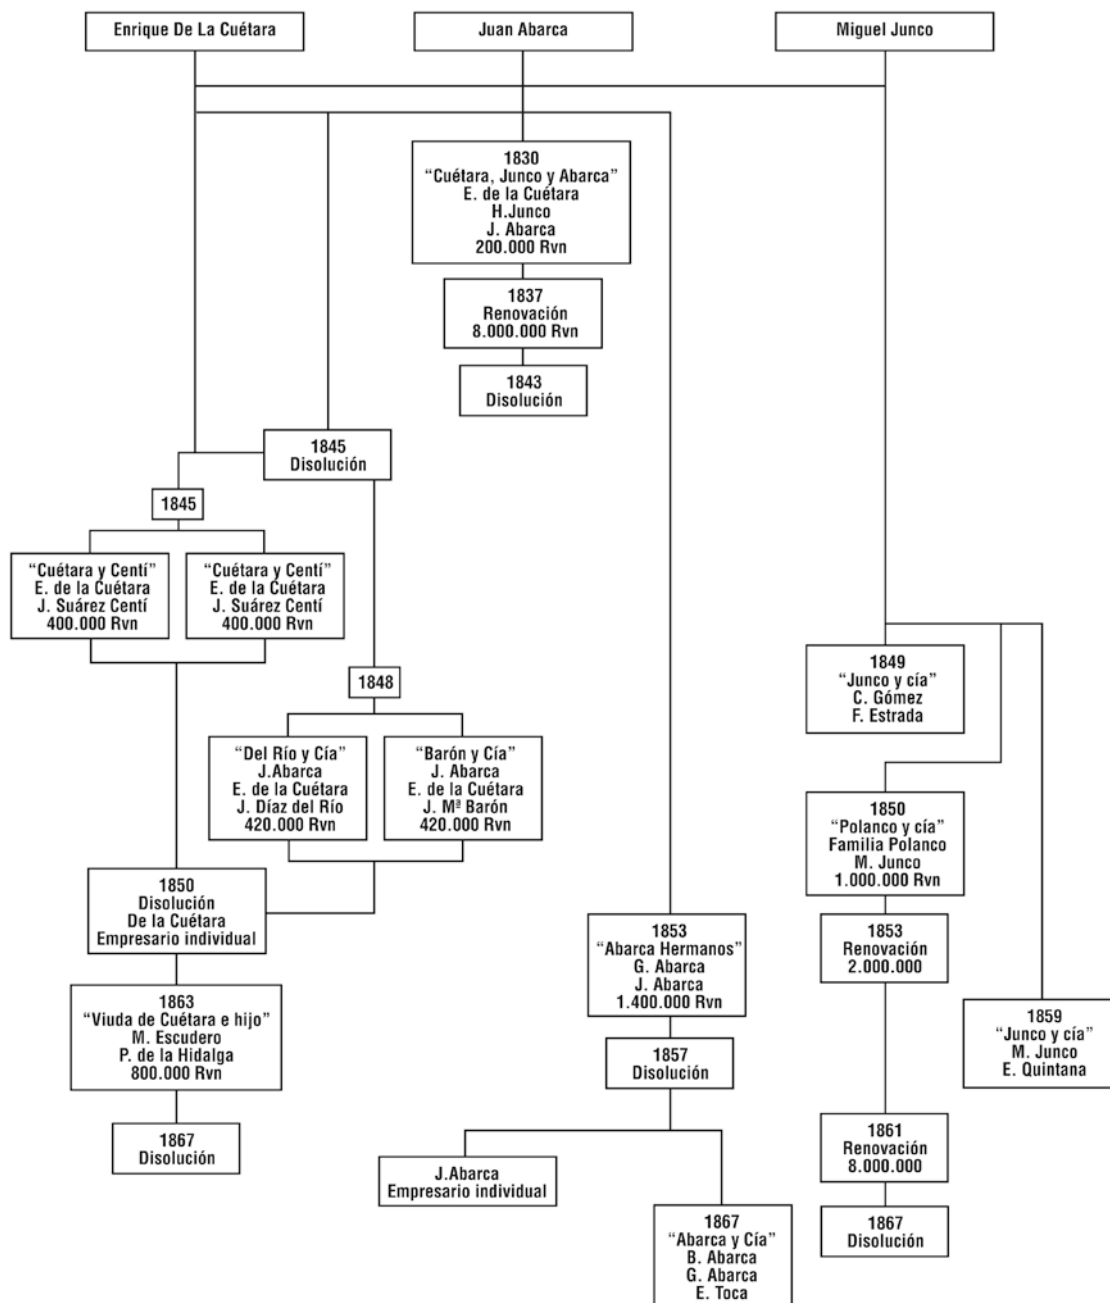 Enrique De La Cuétara
Juan Abarca
Miguel Junco
1830
“Cuétara, Junco y Abarca”
E. de la Cuétara
H.Junco
J. Abarca
200.000 Rvn
1837
Renovación
8.000.000 Rvn
1843
Disolución
1845
Disolución
1845
“Cuétara y Centí”
E. de la Cuétara
J. Suárez Centí
400.000 Rvn
“Cuétara y Centí”
E. de la Cuétara
J. Suárez Centí
400.000 Rvn
1848
“Del Río y Cía”
J.Abarca
E. de la Cuétara
J. Díaz del Río
420.000 Rvn
“Barón y Cía”
J. Abarca
E. de la Cuétara
J. Mª Barón
420.000 Rvn
1849
“Junco y cía”
C. Gómez
F. Estrada
1850
“Polanco y cía”
Familia Polanco
M. Junco
1.000.000 Rvn
1850
Disolución
De la Cuétara
Empresario individual
1853
“Abarca Hermanos”
G. Abarca
J. Abarca
1.400.000 Rvn
1853
Renovación
2.000.000
1863
“Viuda de Cuétara e hijo”
M. Escudero
P. de la Hidalga
800.000 Rvn
1859
“Junco y cía”
M. Junco
E. Quintana
1857
Disolución
1867
Disolución
1861
Renovación
8.000.000
J.Abarca
Empresario individual
1867
“Abarca y Cía”
B. Abarca
G. Abarca
E. Toca
1867
Disolución